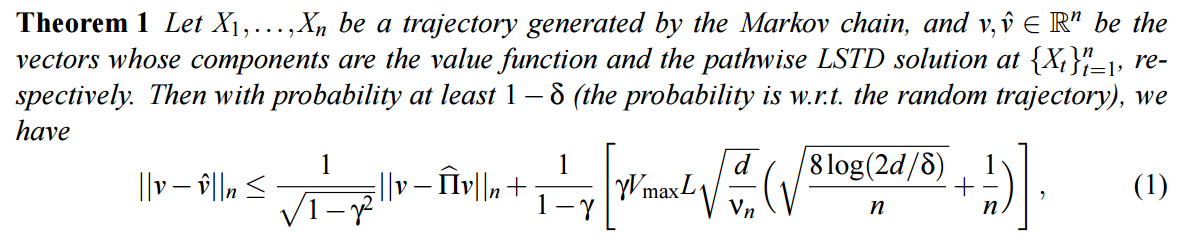 Theorem 1 Let X₁,...,Xₙ be a trajectory generated by the Markov chain, and v, v̂ ∈ ℝⁿ be the
vectors whose components are the value function and the pathwise LSTD solution at {Xₜ}ⁿₜ₌₁, re-
spectively. Then with probability at least 1 − δ (the probability is w.r.t. the random trajectory), we
have
||v − v̂||ₙ ≤ 1/√(1 − γ²) ||v − Π̂v||ₙ + 1/(1 − γ) [γV_max L √(d/νₙ) (√(8 log(2d/δ)/n) + 1/n)] , (1)